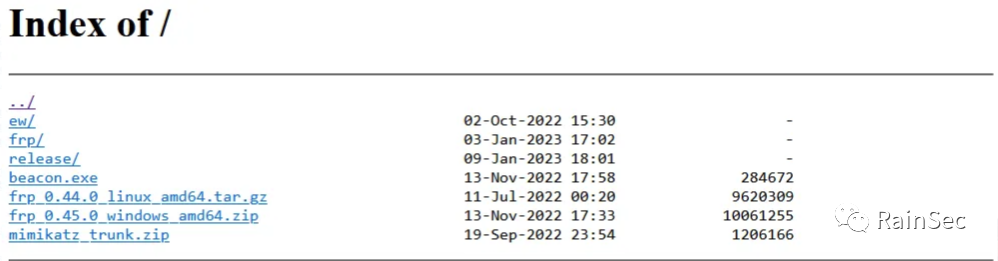 Index of /
../
ew/ 02-Oct-2022 15:30 -
frp/ 03-Jan-2023 17:02 -
release/ 09-Jan-2023 18:01 -
beacon.exe 13-Nov-2022 17:58 284672
frp_0.44.0_linux_amd64.tar.gz 11-Jul-2022 00:20 9620309
frp_0.45.0_windows_amd64.zip 13-Nov-2022 17:33 10061255
mimikatz_trunk.zip 19-Sep-2022 23:54 1206166
RainSec